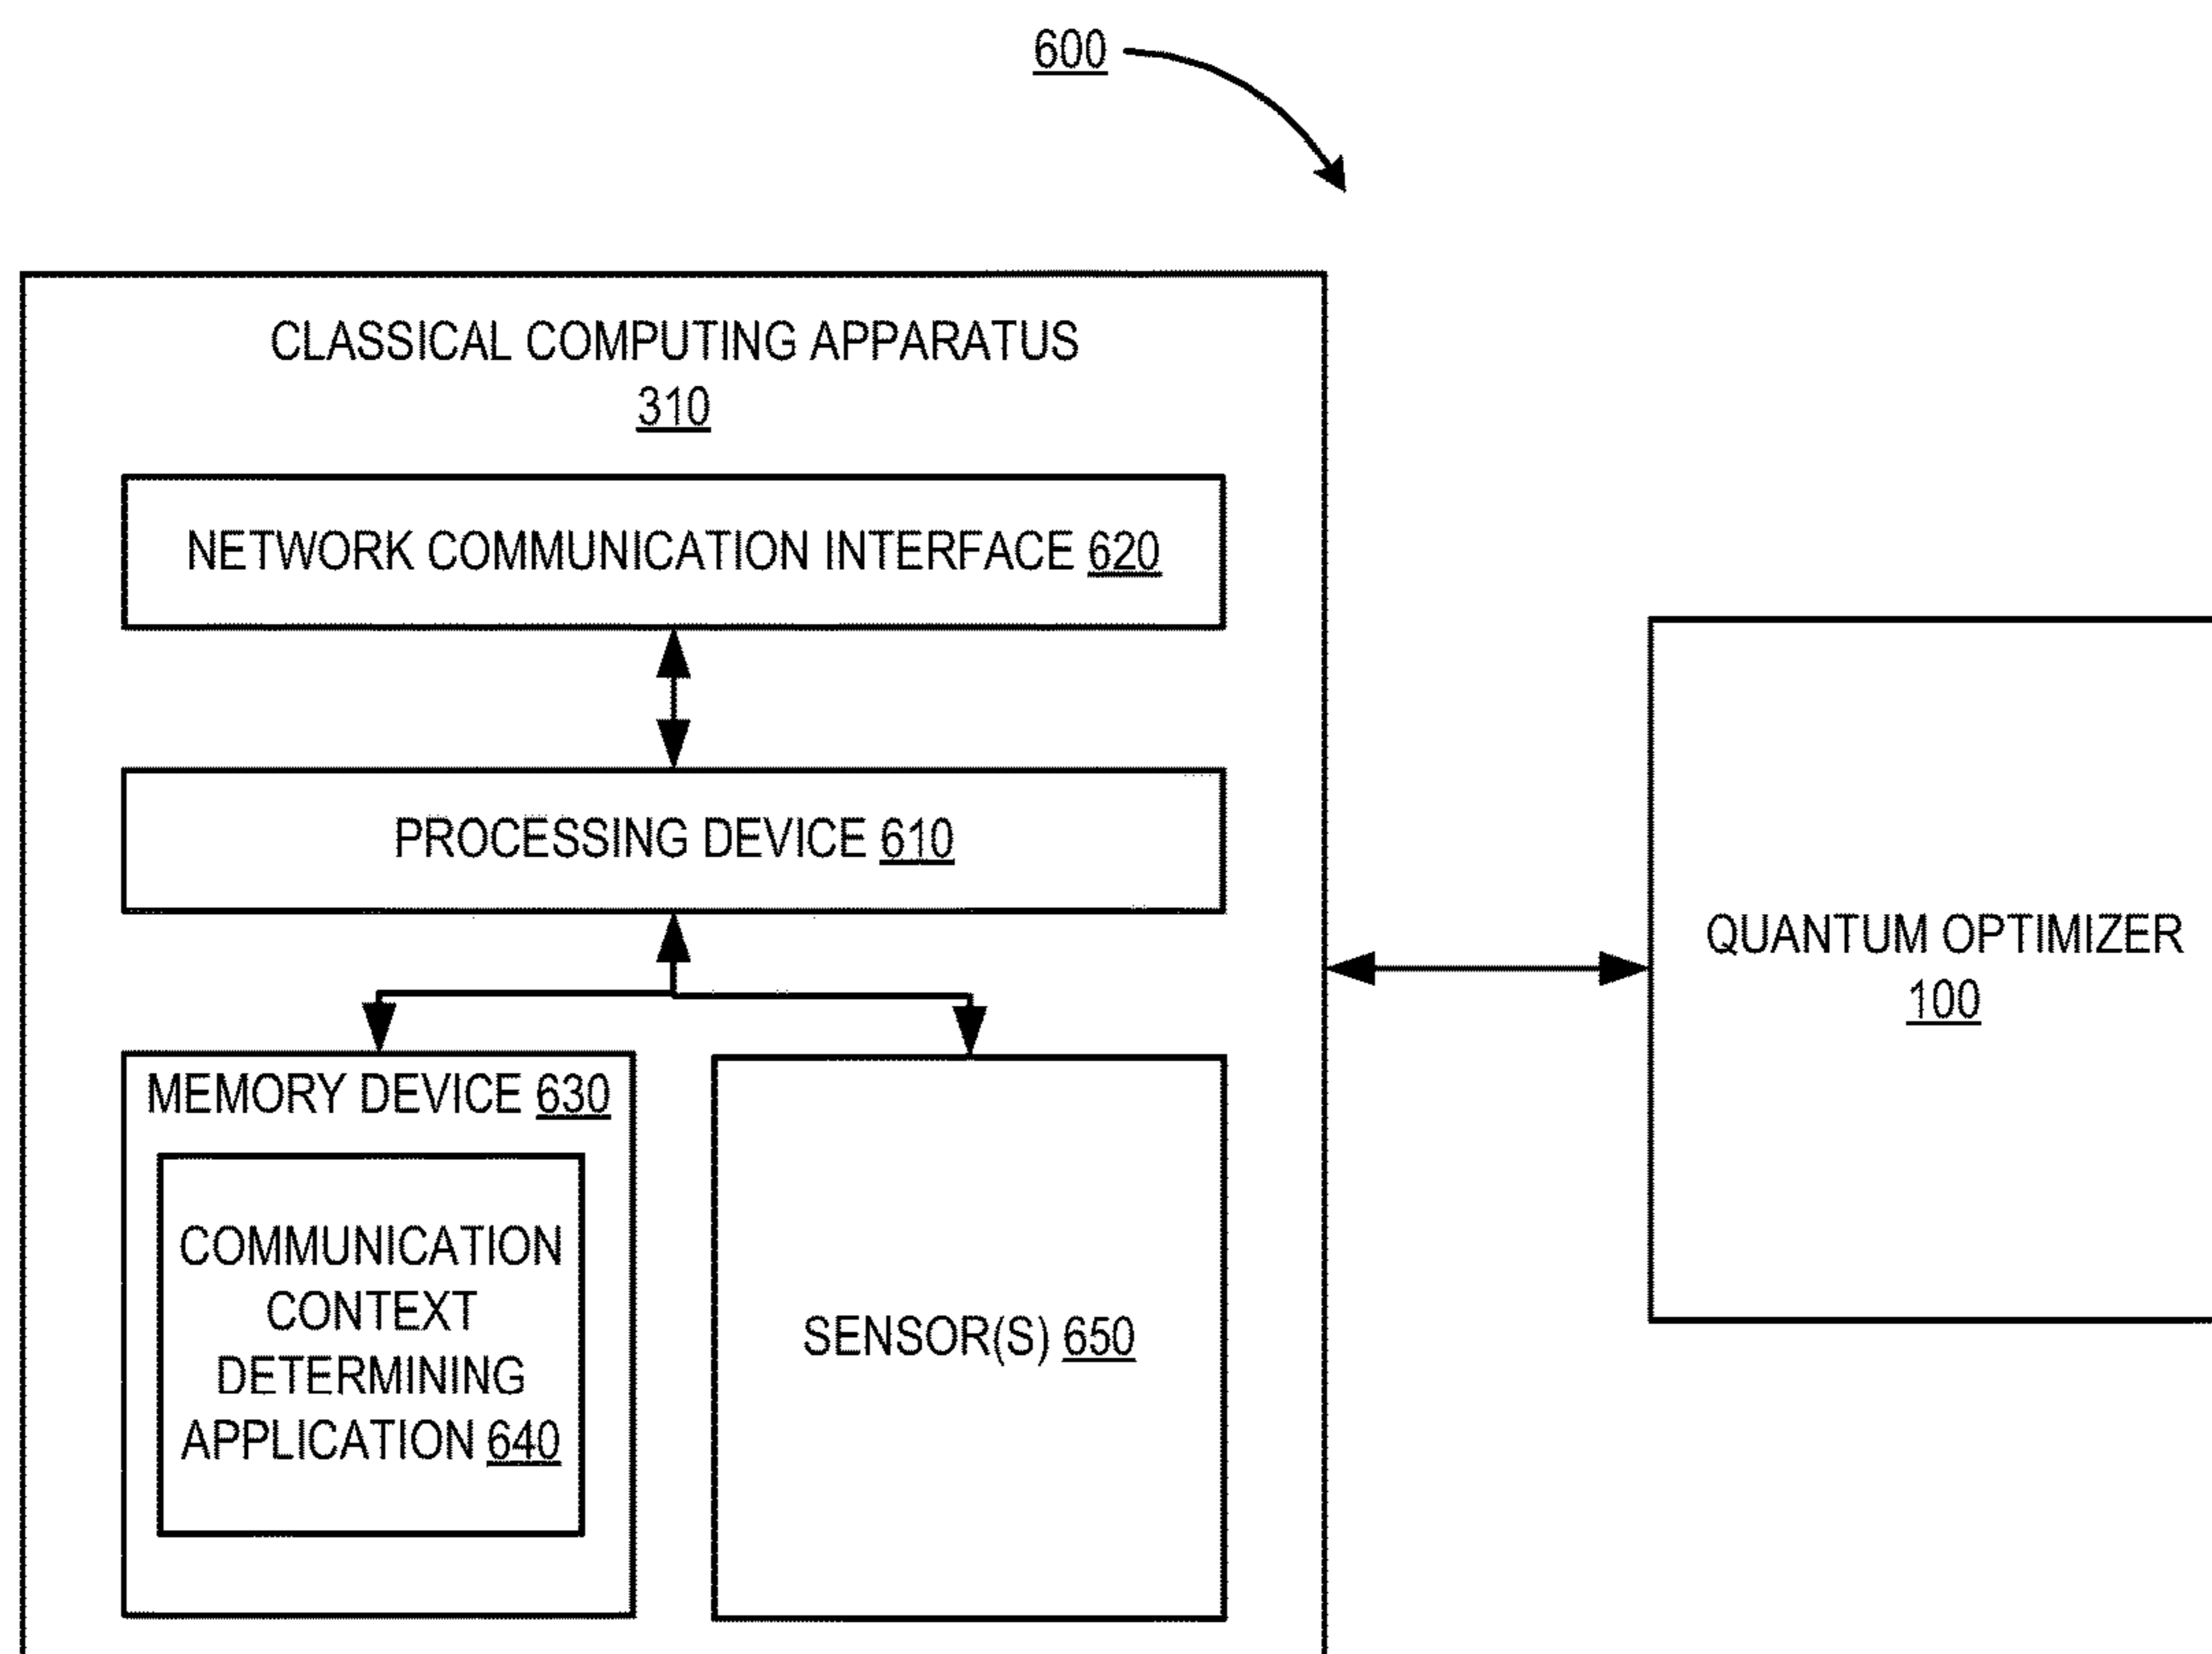 600
CLASSICAL COMPUTING APPARATUS
310
NETWORK COMMUNICATION INTERFACE 620
PROCESSING DEVICE 610
MEMORY DEVICE 630
COMMUNICATION
CONTEXT
DETERMINING
APPLICATION 640
SENSOR(S) 650
QUANTUM OPTIMIZER
100